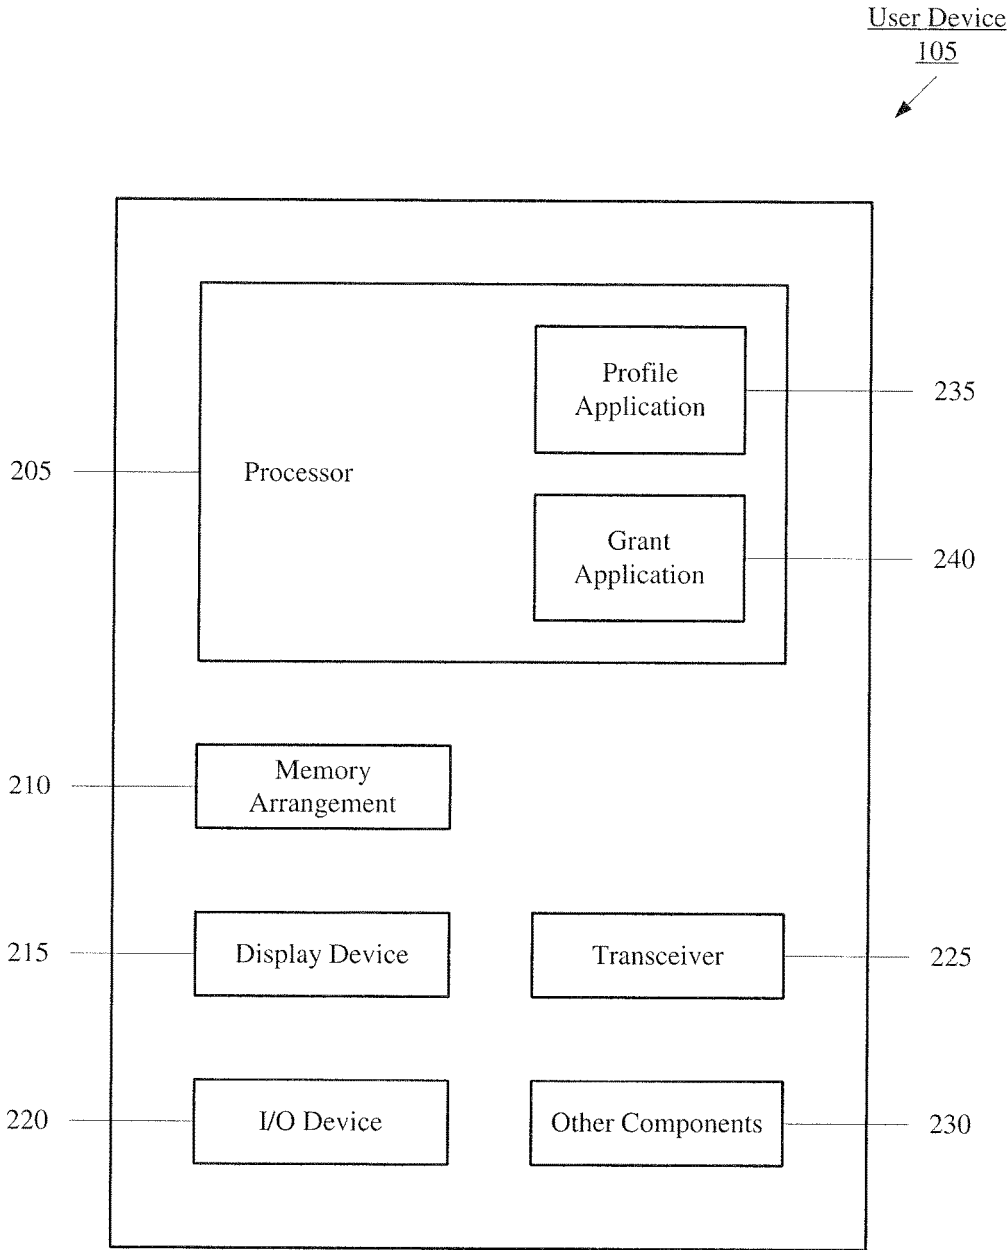 User Device
105
Profile
Application
235
205
Processor
Grant
Application
240
210
Memory
Arrangement
215
Display Device
Transceiver
225
220
I/O Device
Other Components
230